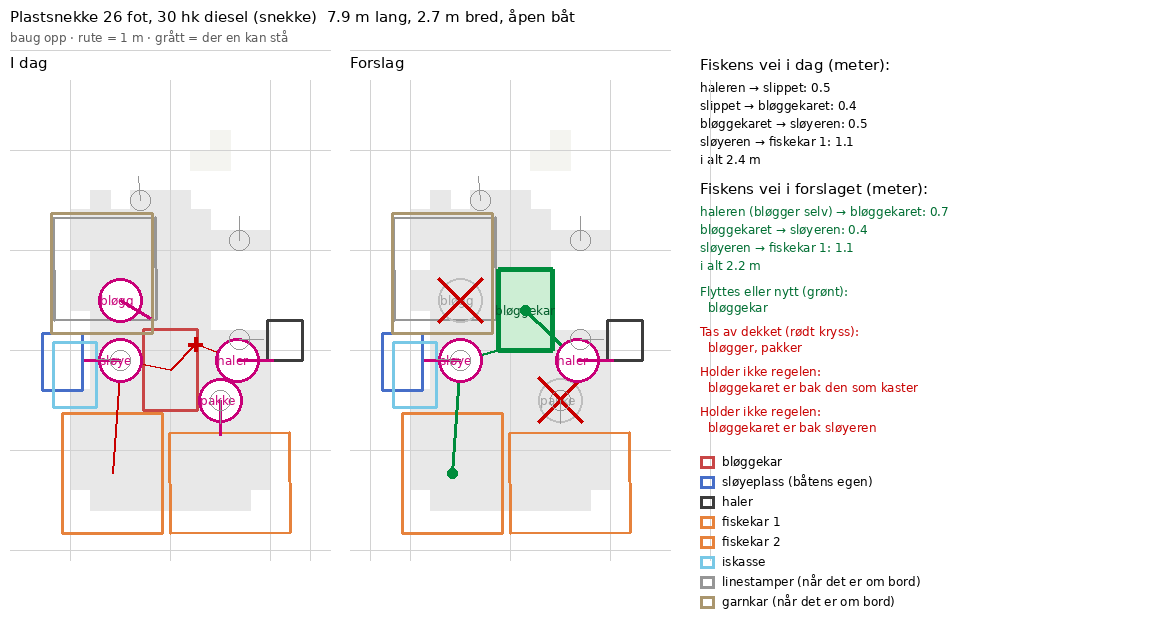 Plastsnekke 26 fot, 30 hk diesel (snekke)  7.9 m lang, 2.7 m bred, åpen båt
baug opp · rute = 1 m · grått = der en kan stå
I dag
bløgg
sløye
haler
pakke
Forslag
bløgg
bløggekar
sløye
haler
pakke
Fiskens vei i dag (meter):
haleren → slippet: 0.5
slippet → bløggekaret: 0.4
bløggekaret → sløyeren: 0.5
sløyeren → fiskekar 1: 1.1
i alt 2.4 m
Fiskens vei i forslaget (meter):
haleren (bløgger selv) → bløggekaret: 0.7
bløggekaret → sløyeren: 0.4
sløyeren → fiskekar 1: 1.1
i alt 2.2 m
Flyttes eller nytt (grønt):
bløggekar
Tas av dekket (rødt kryss):
bløgger, pakker
Holder ikke regelen:
bløggekaret er bak den som kaster
Holder ikke regelen:
bløggekaret er bak sløyeren
bløggekar
sløyeplass (båtens egen)
haler
fiskekar 1
fiskekar 2
iskasse
linestamper (når det er om bord)
garnkar (når det er om bord)